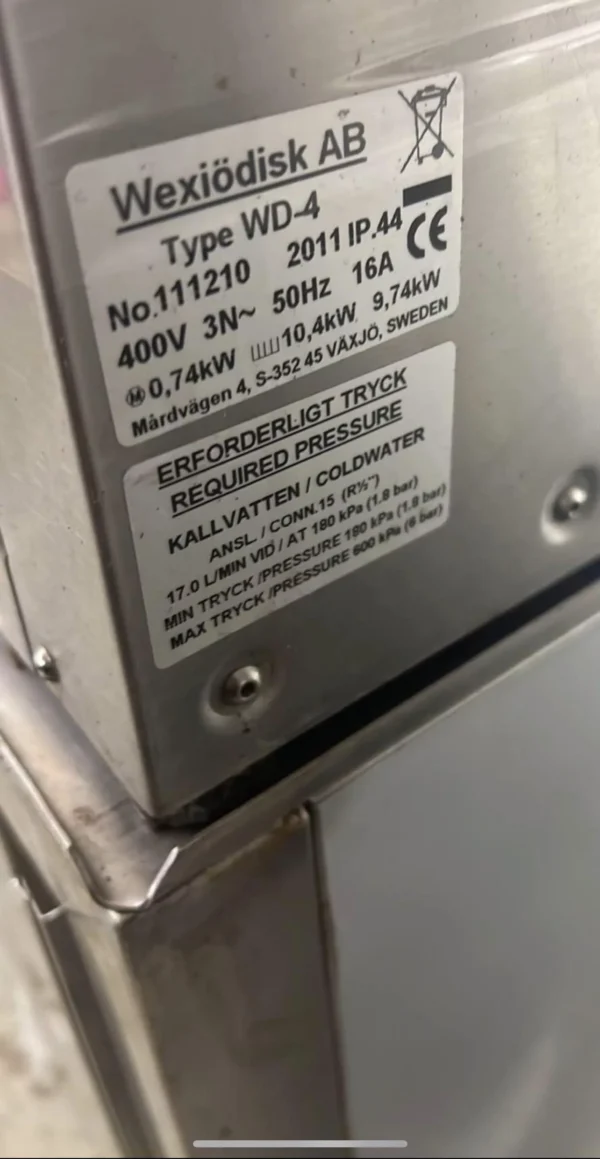 Wexiödisk AB
Type WD-4
No.111210 2011 IP.44
400V 3N~ 50Hz 16A CE
M 0,74kW 10,4kW 9,74kW
Mårdvägen 4, S-352 45 VÄXJÖ, SWEDEN
ERFORDERLIGT TRYCK
REQUIRED PRESSURE
KALLVATTEN / COLDWATER
ANSL / CONN.15 (R½")
17.0 L/MIN VID / AT 180 kPa (1.8 bar)
MIN TRYCK /PRESSURE 180 kPa (1.8 bar)
MAX TRYCK /PRESSURE 600 kPa (6 bar)